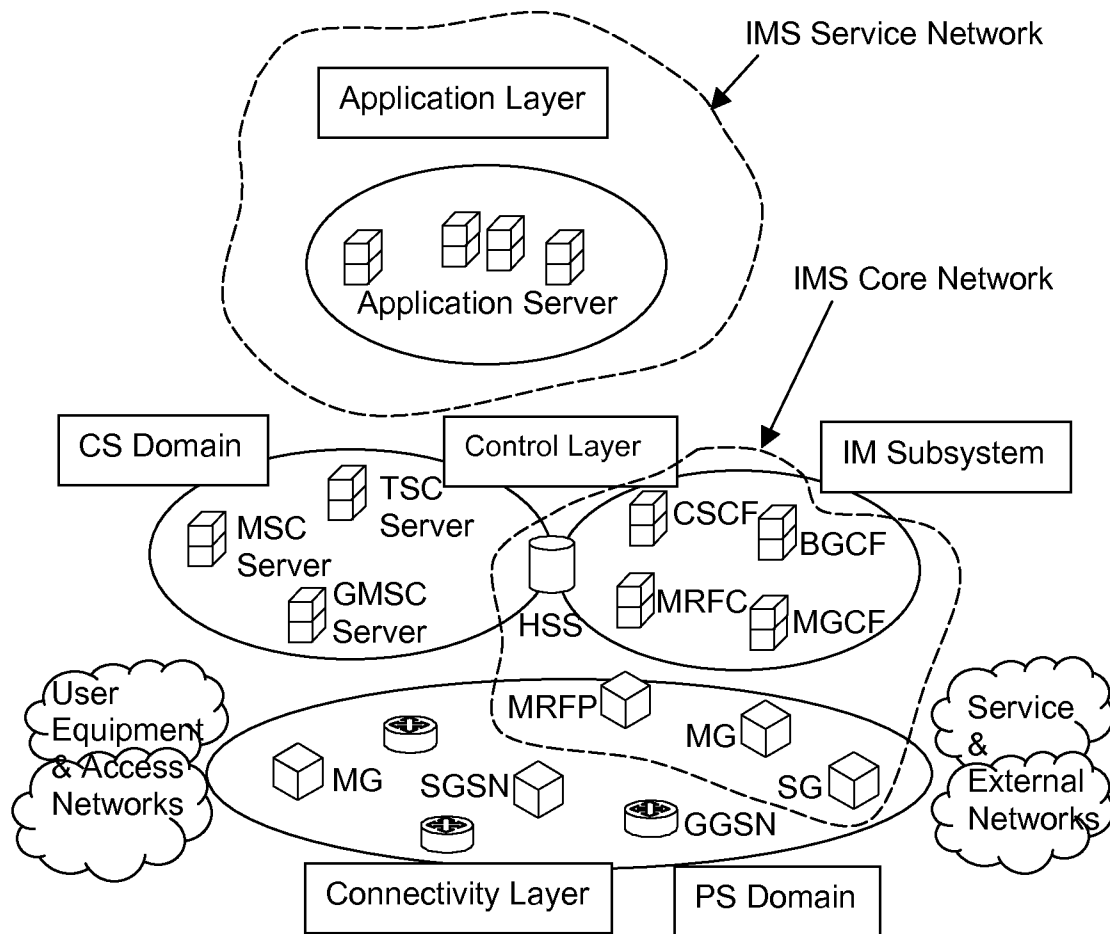 IMS Service Network
Application Layer
Application Server
IMS Core Network
CS Domain
Control Layer
IM Subsystem
TSC
Server
MSC
Server
GMSC
Server
HSS
CSCF
BGCF
MRFC
MGCF
User
Equipment
& Access
Networks
MRFP
MG
SG
MG
SGSN
GGSN
Service
&
External
Networks
Connectivity Layer
PS Domain